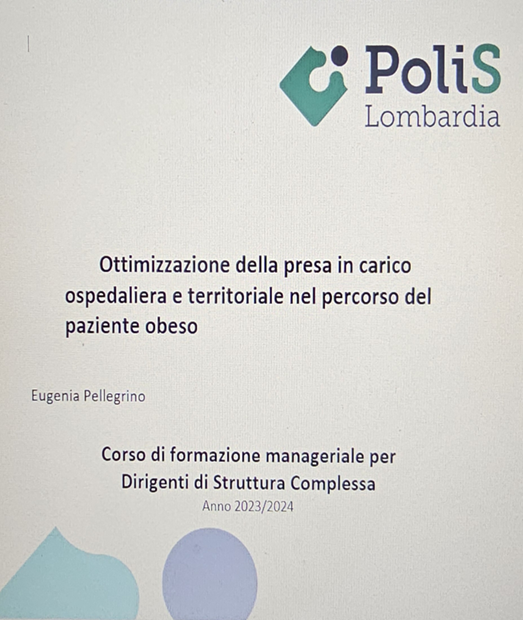 PoliS
Lombardia
Ottimizzazione della presa in carico
ospedaliera e territoriale nel percorso del
paziente obeso
Eugenia Pellegrino
Corso di formazione manageriale per
Dirigenti di Struttura Complessa
Anno 2023/2024